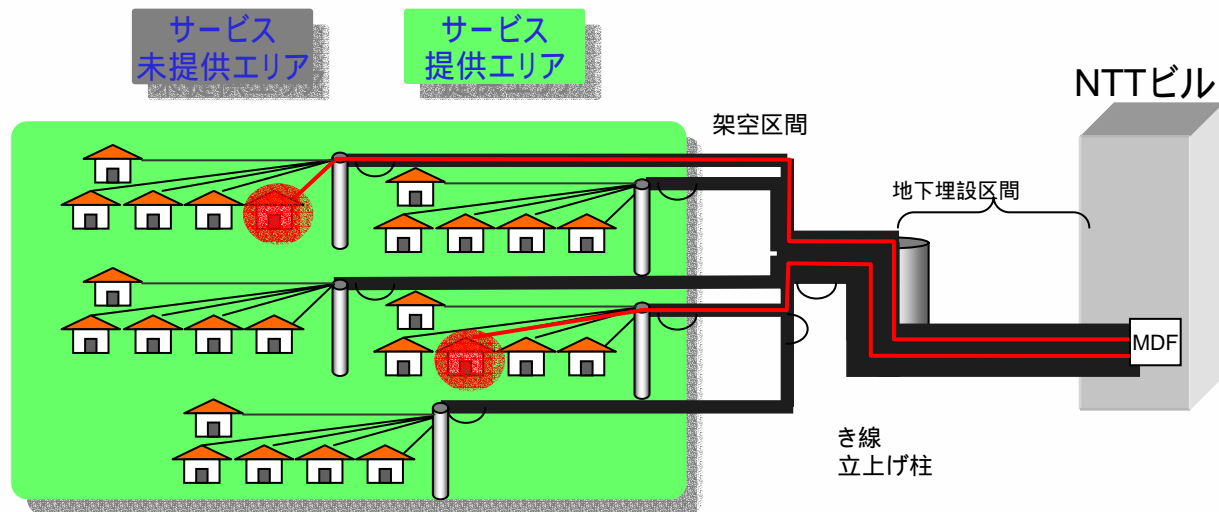 サービス
未提供エリア
サービス
提供エリア
NTTビル
架空区間
地下埋設区間
MDF
き線
立上げ柱